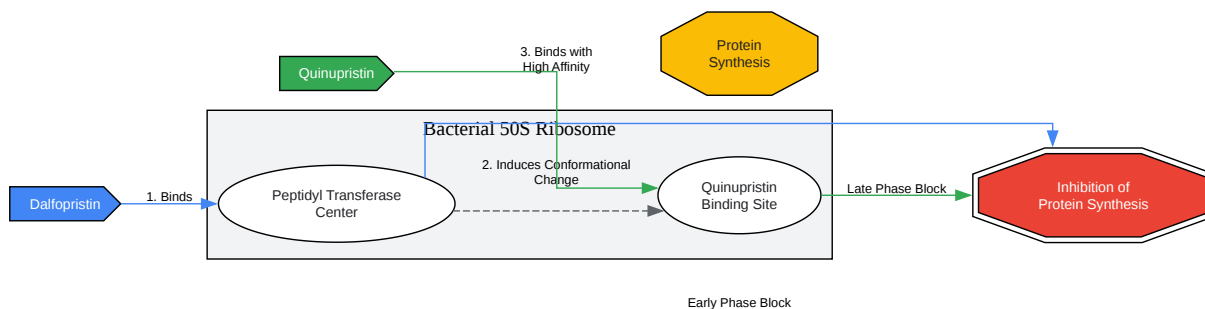 3. Binds with
High Affinity
Protein
Synthesis
Quinupristin
Bacterial 50S Ribosome
2. Induces Conformational
Change
Peptidyl Transferase
Center
Quinupristin
Binding Site
Dalfopristin
1. Binds
Late Phase Block
Inhibition of
Protein Synthesis
Early Phase Block